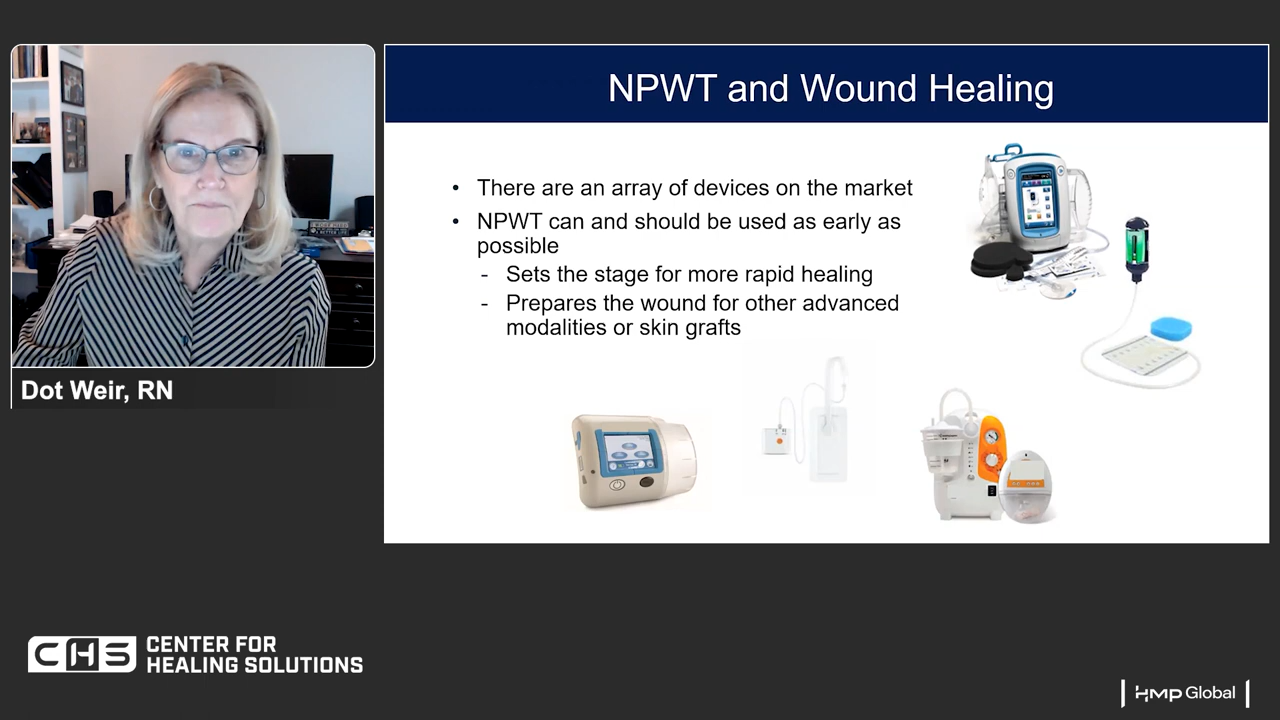 NPWT and Wound Healing
• There are an array of devices on the market
• NPWT can and should be used as early as
possible
- Sets the stage for more rapid healing
- Prepares the wound for other advanced
modalities or skin grafts
Dot Weir, RN
CHS CENTER FOR
HEALING SOLUTIONS
HMP Global